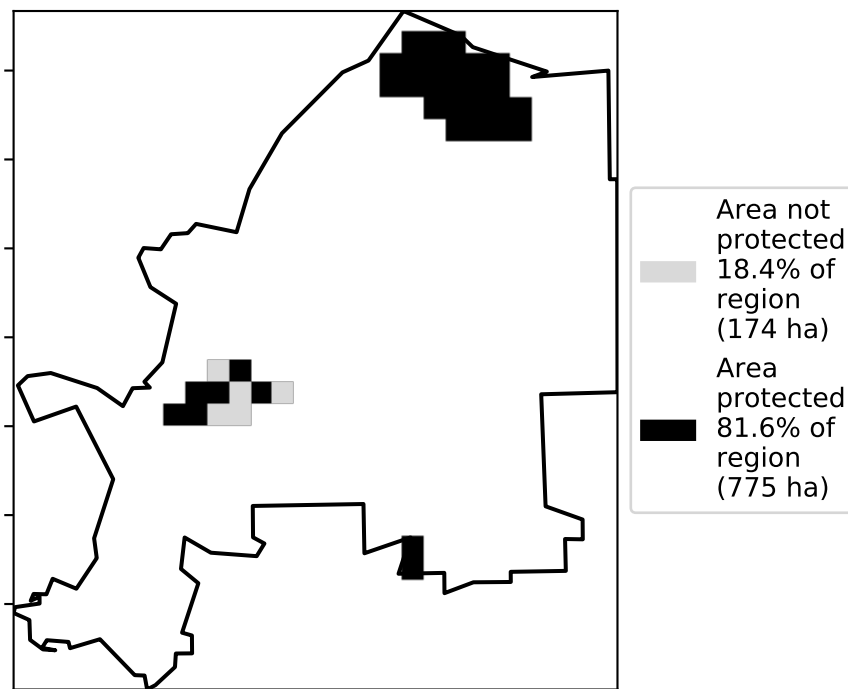 Area not
protected
18.4% of
region
(174 ha)
Area
protected
81.6% of
region
(775 ha)